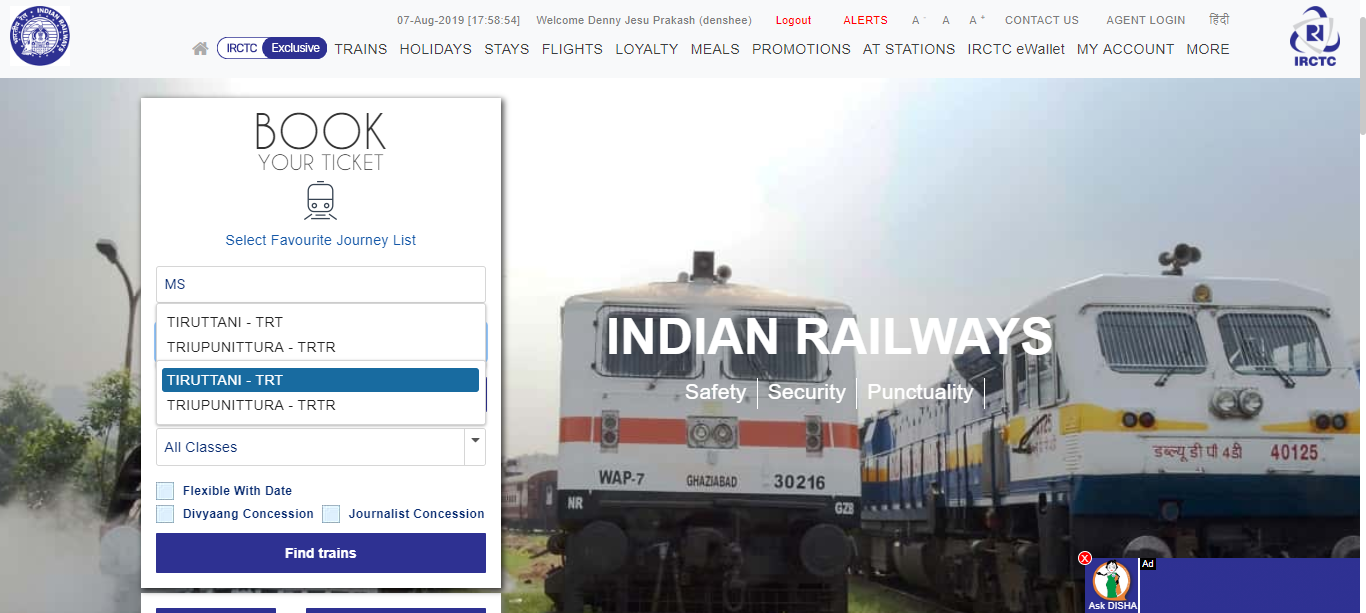 07-Aug-2019 [17:58:54] Welcome Denny Jesu Prakash (denshee) Logout ALERTS A - A A + CONTACT US AGENT LOGIN हिंदी
INDIAN RAILWAYS
IRCTC Exclusive TRAINS HOLIDAYS STAYS FLIGHTS LOYALTY MEALS PROMOTIONS AT STATIONS IRCTC eWallet MY ACCOUNT MORE
IRCTC
BOOK
YOUR TICKET
Select Favourite Journey List
MS
TIRUTTANI - TRT
TRIUPUNITTURA - TRTR
TIRUTTANI - TRT
TRIUPUNITTURA - TRTR
All Classes
Flexible With Date
Divyaang Concession Journalist Concession
Find trains
INDIAN RAILWAYS
Safety Security Punctuality
WAP-7 GHAZIABAD 30216
NR GZB
40125
डब्ल्यू डी पी 4डी 40125
X
Ad
Ask DISHA